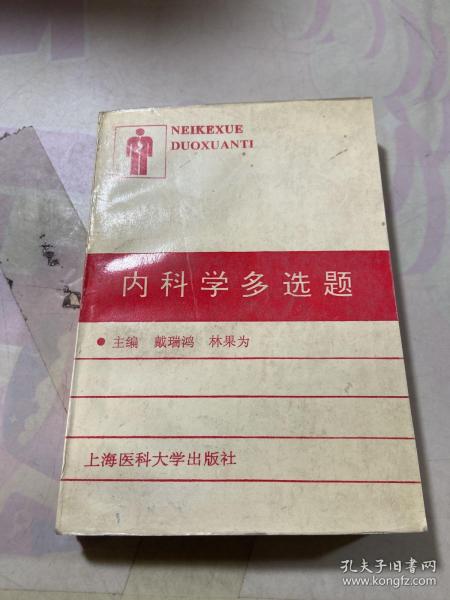 NEIKEXUE
DUOXUANTI
内科学多选题
● 主编 戴瑞鸿 林果为
上海医科大学出版社
孔夫子旧书网
www.kongfz.com